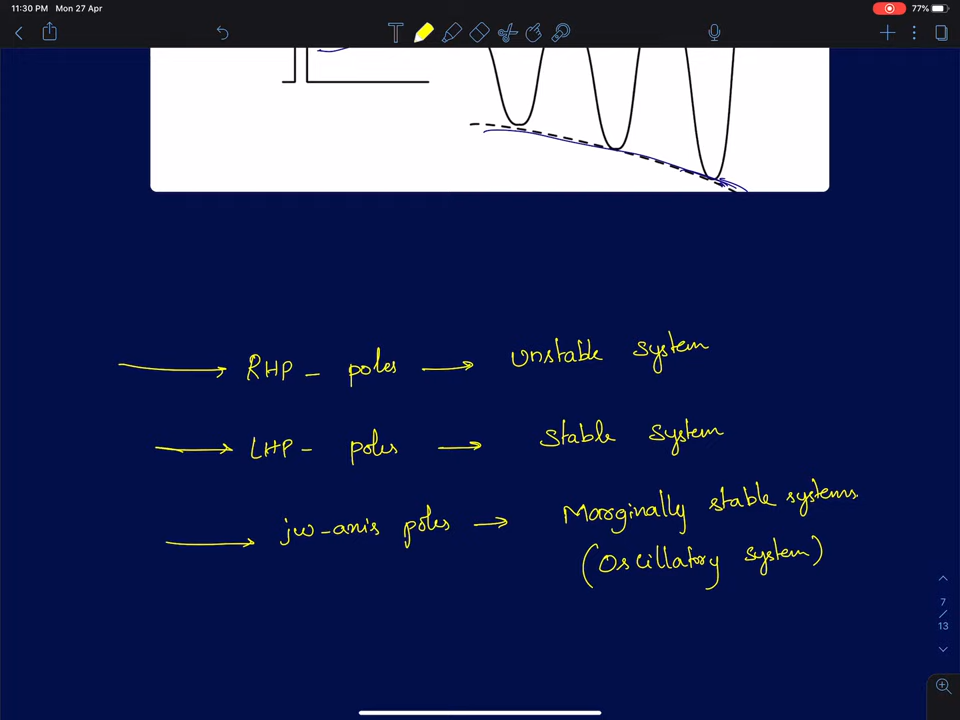 11:30 PM Mon 27 Apr
77%
→ RHP - poles → Unstable system
→ LHP - poles → Stable system
→ jw-axis poles → Marginally stable systems
(Oscillatory system)
7
/
13